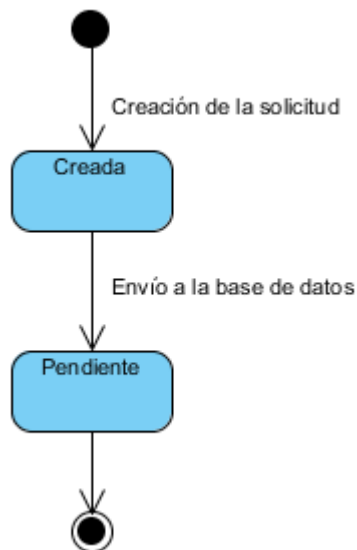 Creación de la solicitud
Creada
Envío a la base de datos
Pendiente